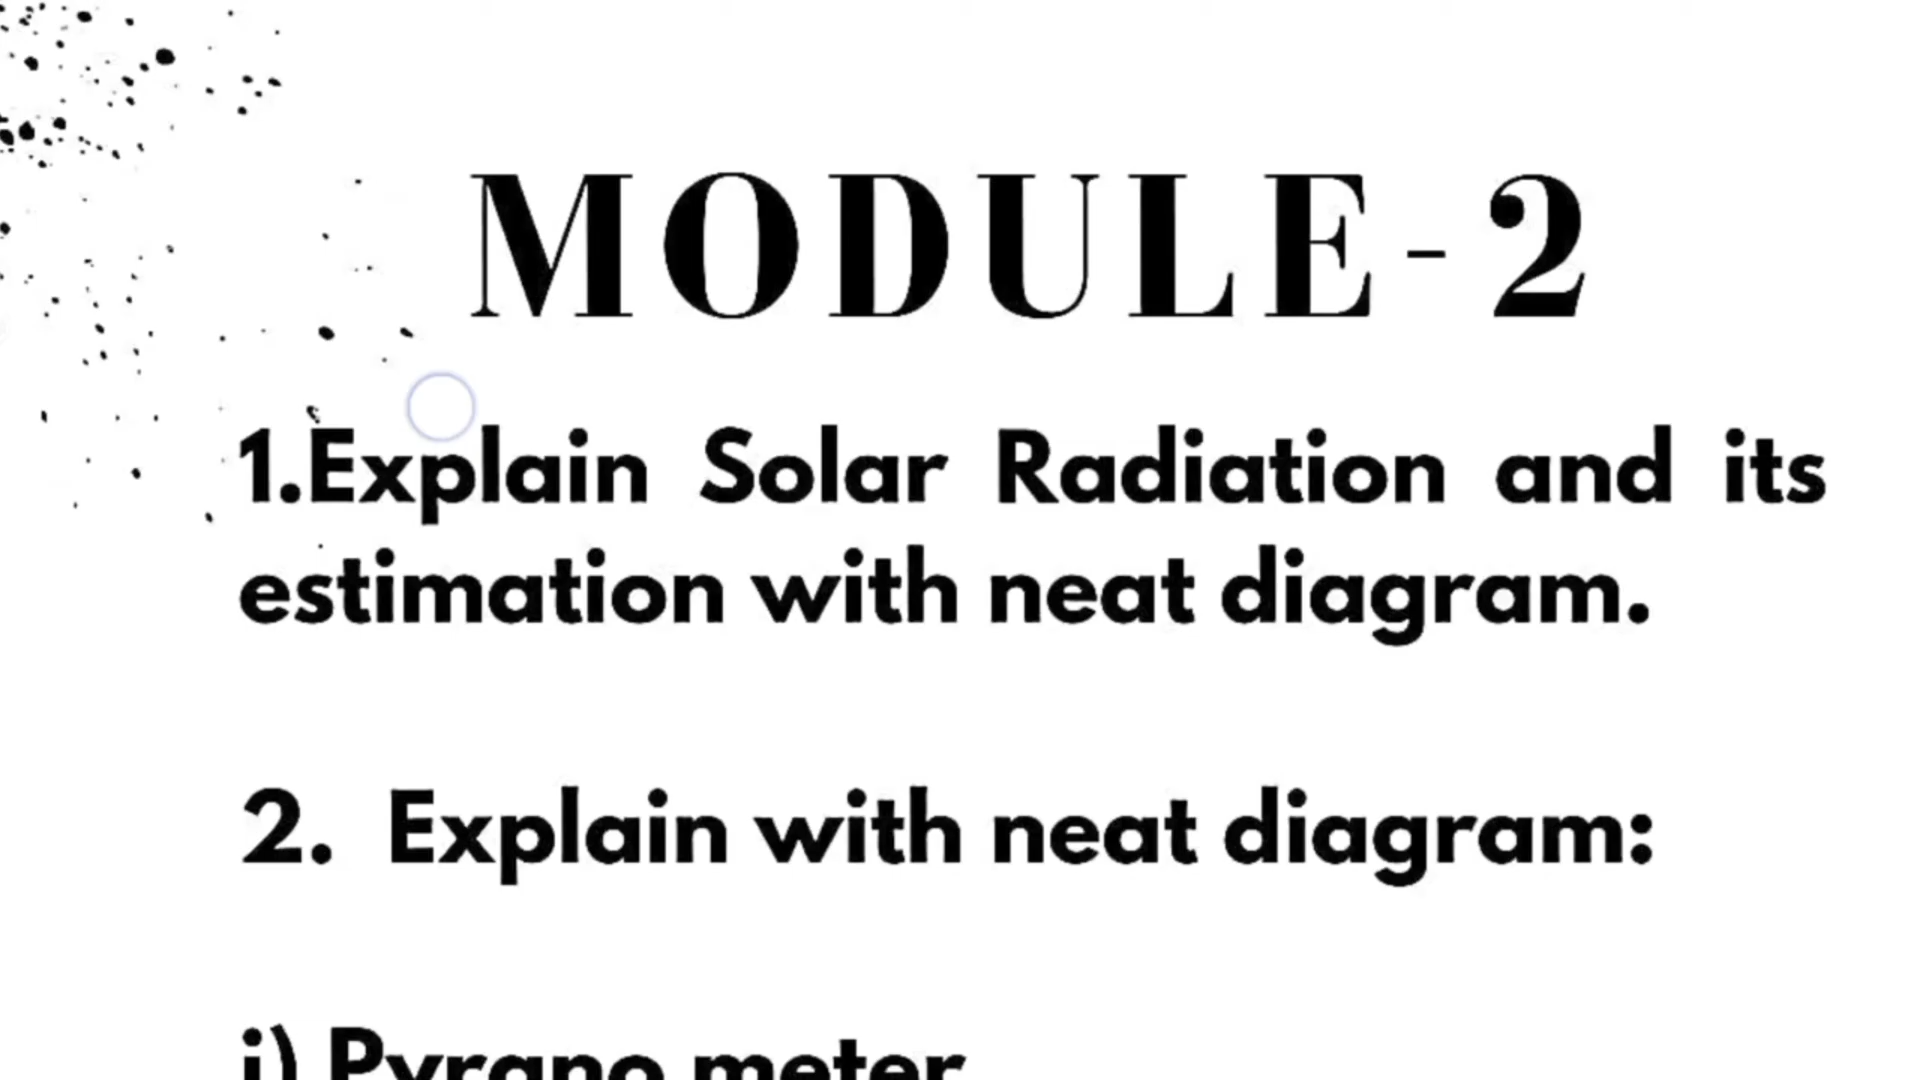 MODULE-2
1.Explain Solar Radiation and its
estimation with neat diagram.
2. Explain with neat diagram:
i) Pyrano meter